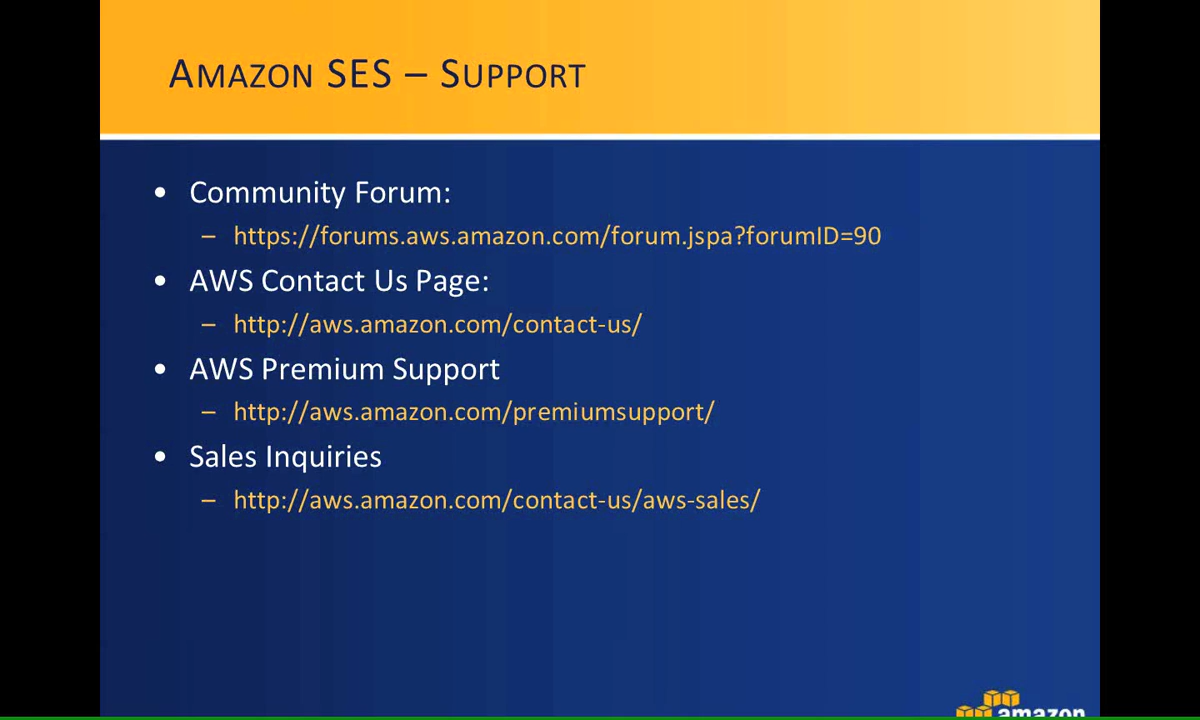 AMAZON SES – SUPPORT
• Community Forum:
– https://forums.aws.amazon.com/forum.jspa?forumID=90
• AWS Contact Us Page:
– http://aws.amazon.com/contact-us/
• AWS Premium Support
– http://aws.amazon.com/premiumsupport/
• Sales Inquiries
– http://aws.amazon.com/contact-us/aws-sales/
amazon